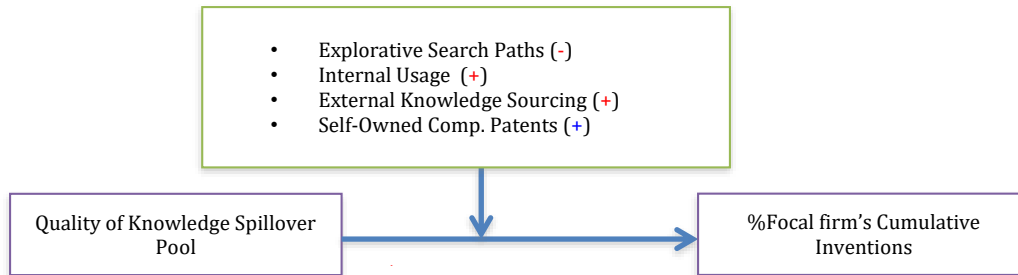 • Explorative Search Paths (-)
• Internal Usage (+)
• External Knowledge Sourcing (+)
• Self-Owned Comp. Patents (+)
Quality of Knowledge Spillover
Pool
%Focal firm's Cumulative
Inventions